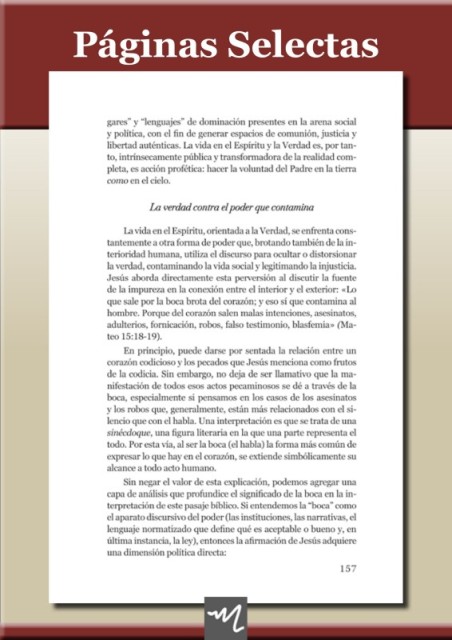 Páginas Selectas
gares” y “lenguajes” de dominación presentes en la arena social
y política, con el fin de generar espacios de comunión, justicia y
libertad auténticas. La vida en el Espíritu y la Verdad es, por tan-
to, intrínsecamente pública y transformadora de la realidad com-
pleta, es acción profética: hacer la voluntad del Padre en la tierra
como en el cielo.
La verdad contra el poder que contamina
La vida en el Espíritu, orientada a la Verdad, se enfrenta cons-
tantemente a otra forma de poder que, brotando también de la in-
terioridad humana, utiliza el discurso para ocultar o distorsionar
la verdad, contaminando la vida social y legitimando la injusticia.
Jesús aborda directamente esta perversión al discutir la fuente
de la impureza en la conexión entre el interior y el exterior: «Lo
que sale por la boca brota del corazón; y eso sí que contamina al
hombre. Porque del corazón salen malas intenciones, asesinatos,
adulterios, fornicación, robos, falso testimonio, blasfemia» (Ma-
teo 15:18-19).
En principio, puede darse por sentada la relación entre un
corazón codicioso y los pecados que Jesús menciona como frutos
de la codicia. Sin embargo, no deja de ser llamativo que la ma-
nifestación de todos esos actos pecaminosos se dé a través de la
boca, especialmente si pensamos en los casos de los asesinatos
y los robos que, generalmente, están más relacionados con el si-
lencio que con el habla. Una interpretación es que se trata de una
sinécdoque, una figura literaria en la que una parte representa el
todo. Por esta vía, al ser la boca (el habla) la forma más común de
expresar lo que hay en el corazón, se extiende simbólicamente su
alcance a todo acto humano.
Sin negar el valor de esta explicación, podemos agregar una
capa de análisis que profundice el significado de la boca en la in-
terpretación de este pasaje bíblico. Si entendemos la “boca” como
el aparato discursivo del poder (las instituciones, las narrativas, el
lenguaje normatizado que define qué es aceptable o bueno y, en
última instancia, la ley), entonces la afirmación de Jesús adquiere
una dimensión política directa:
157